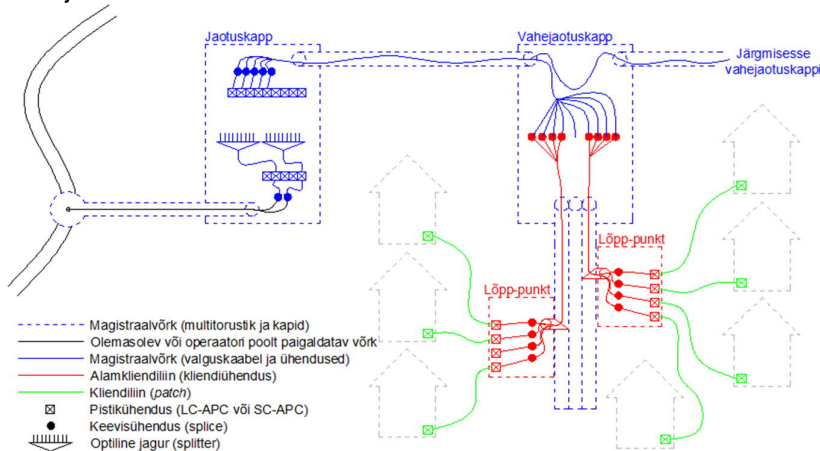 Jaotuskapp
Vahejaotuskapp
Järgmisesse
vahejaotuskappi
Lõpp-punkt
Lõpp-punkt
Magistraalvõrk (multitorustik ja kapid)
Olemasolev või operaatori poolt paigaldatav võrk
Magistraalvõrk (valguskaabel ja ühendused)
Alamkliendiliin (kliendiühendus)
Kliendiliin (patch)
Pistikühendus (LC-APC või SC-APC)
Keevisühendus (splice)
Optiline jagur (splitter)